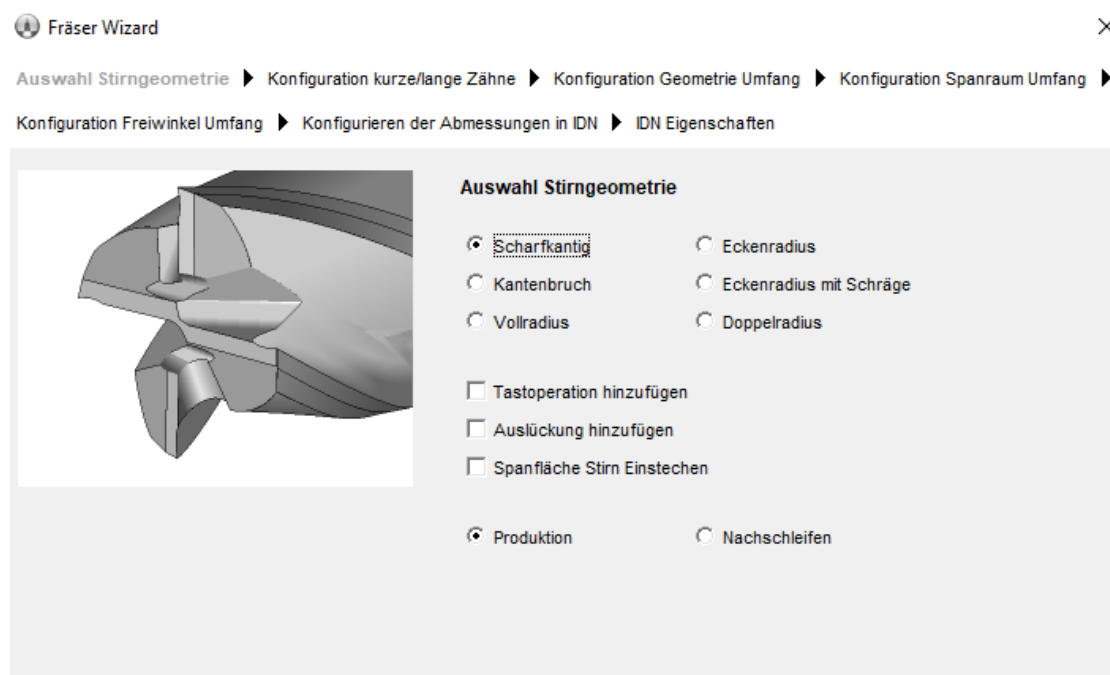 Fräser Wizard
Auswahl Stirngeometrie Konfiguration kurze/lange Zähne Konfiguration Geometrie Umfang Konfiguration Spanraum Umfang
Konfiguration Freiwinkel Umfang Konfigurieren der Abmessungen in IDN IDN Eigenschaften
Auswahl Stirngeometrie
Scharfkantig Eckenradius
Kantenbruch Eckenradius mit Schräge
Vollradius Doppelradius
Tastoperation hinzufügen
Auslückung hinzufügen
Spanfläche Stirn Einstechen
Produktion Nachschleifen